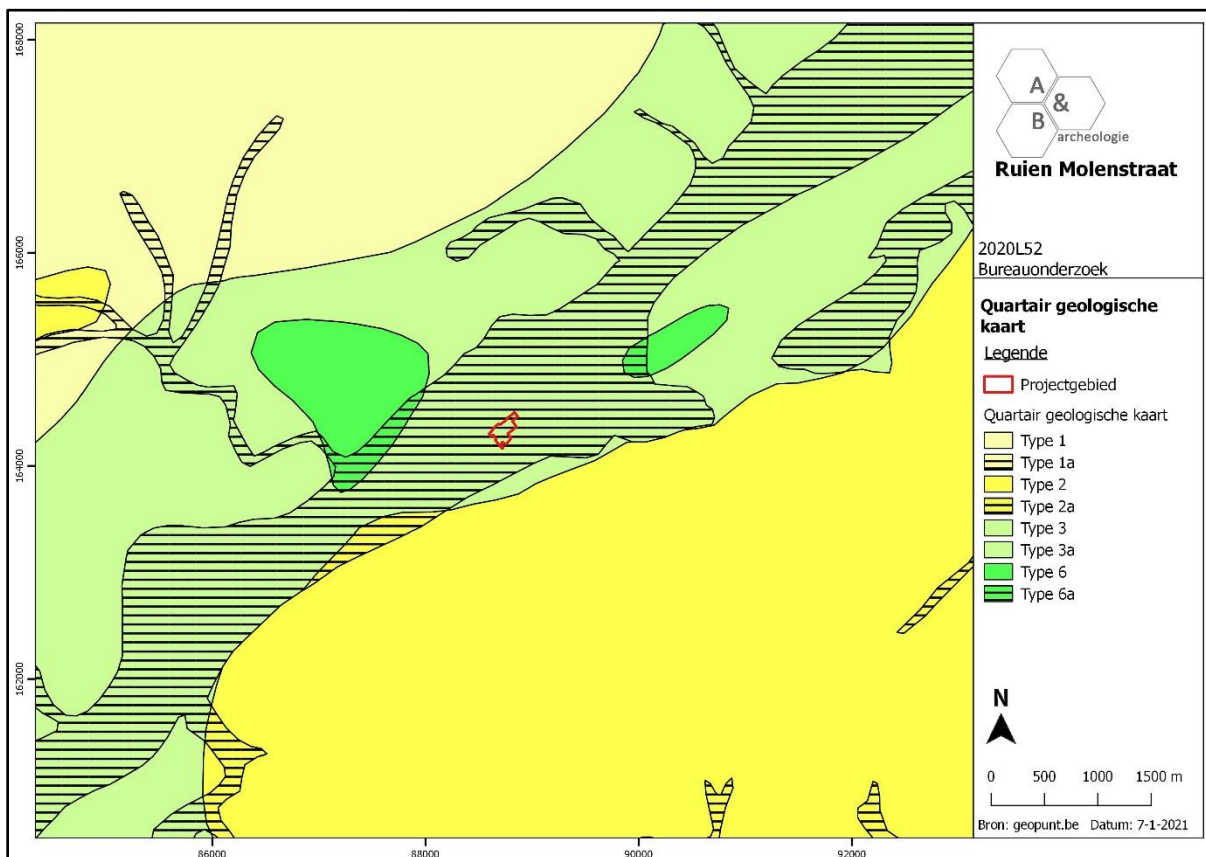 168000
166000
164000
162000
86000
88000
90000
92000
A
&
B
archeologie
Ruien Molenstraat
2020L52
Bureauonderzoek
Quartair geologische
kaart
Legende
Projectgebied
Quartair geologische kaart
Type 1
Type 1a
Type 2
Type 2a
Type 3
Type 3a
Type 6
Type 6a
N
0 500 1000 1500 m
Bron: geopunt.be Datum: 7-1-2021